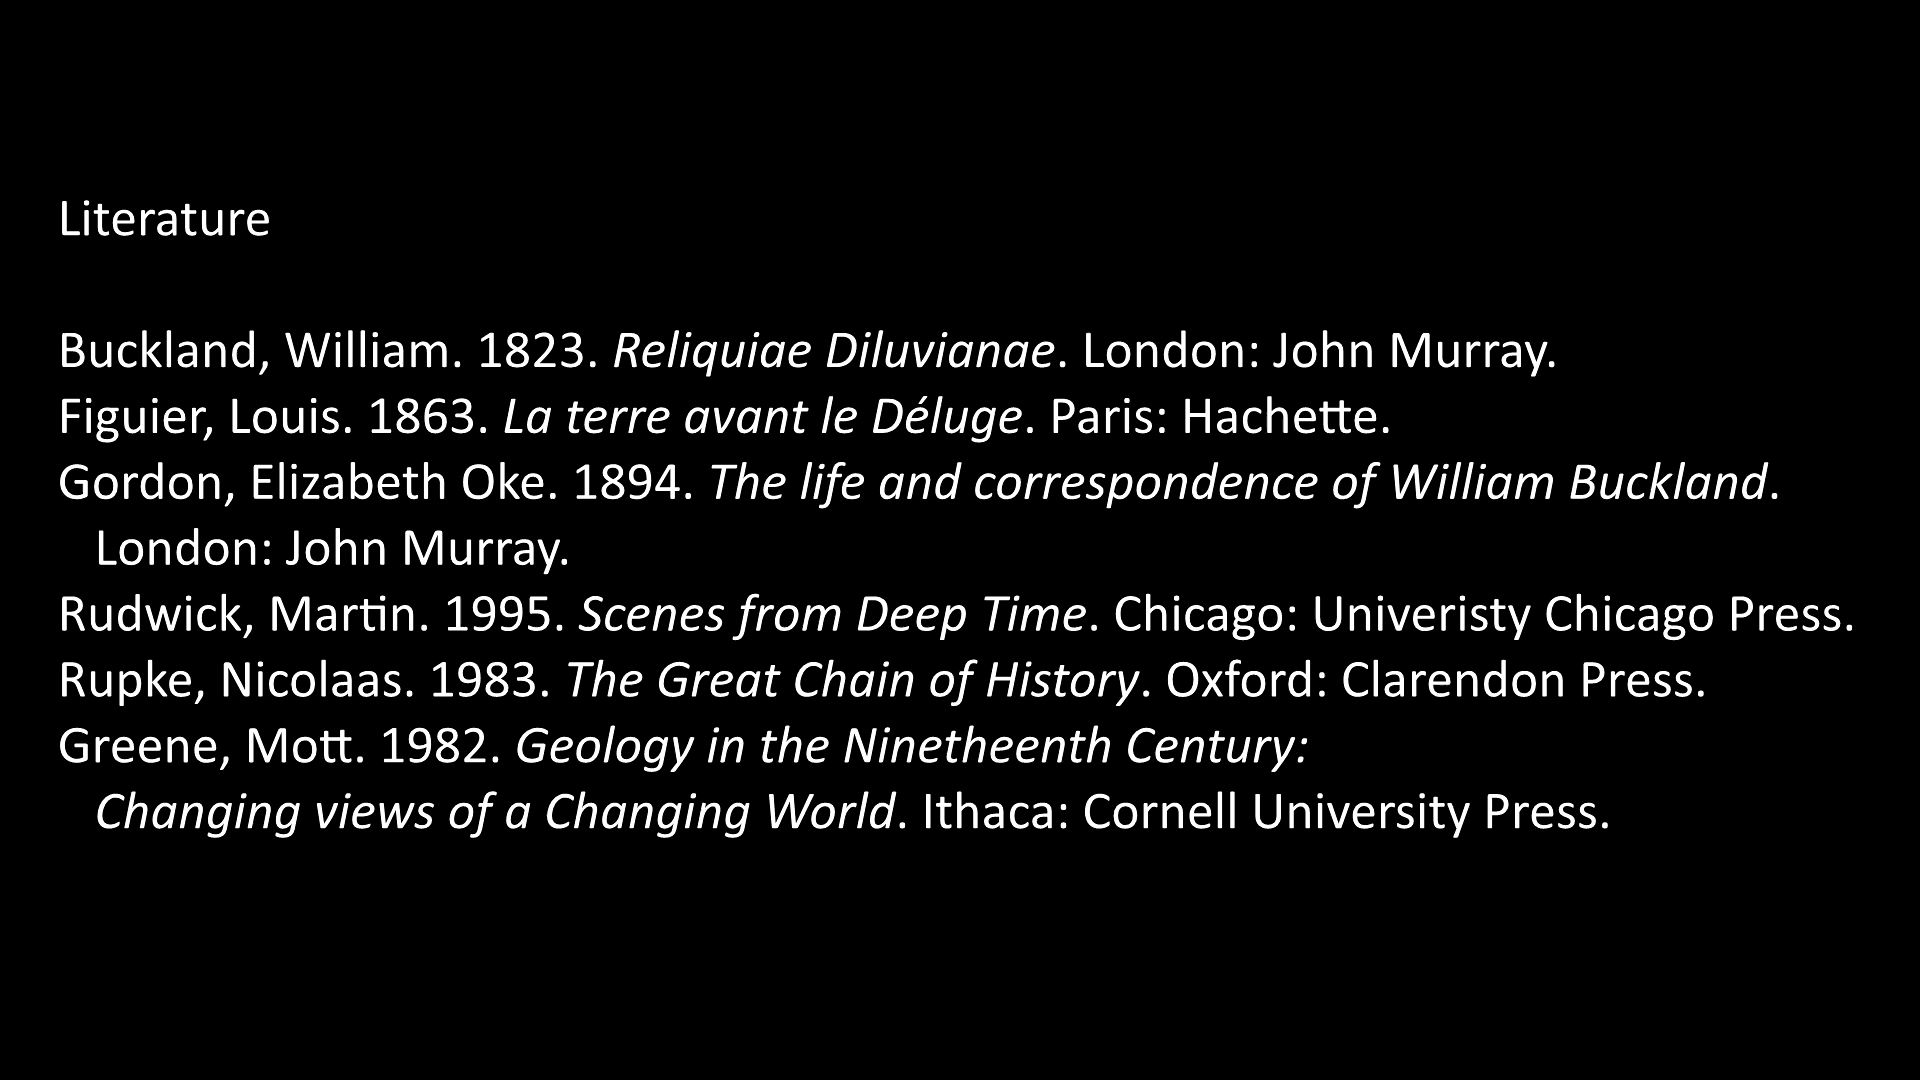 Literature
Buckland, William. 1823. Reliquiae Diluvianae. London: John Murray.
Figuier, Louis. 1863. La terre avant le Déluge. Paris: Hachette.
Gordon, Elizabeth Oke. 1894. The life and correspondence of William Buckland.
London: John Murray.
Rudwick, Martin. 1995. Scenes from Deep Time. Chicago: Univeristy Chicago Press.
Rupke, Nicolaas. 1983. The Great Chain of History. Oxford: Clarendon Press.
Greene, Mott. 1982. Geology in the Ninetheenth Century:
Changing views of a Changing World. Ithaca: Cornell University Press.